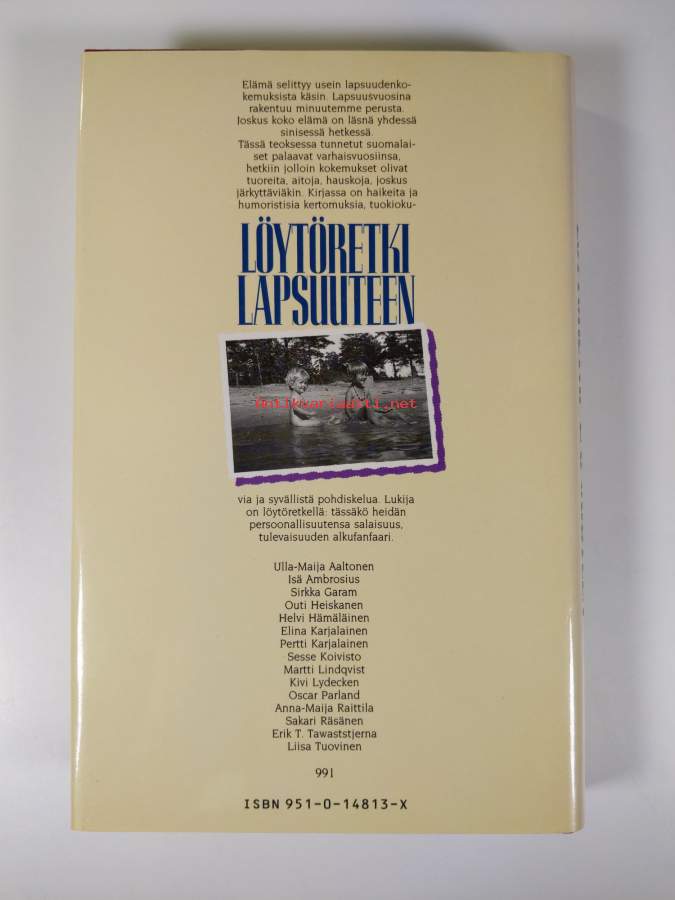 Elämä selittyy usein lapsuudenko-
kemuksista käsin. Lapsuusvuosina
rakentuu minuutemme perusta.
Joskus koko elämä on läsnä yhdessä
sinisessä hetkessä.
Tässä teoksessa tunnetut suomalai-
set palaavat varhaisvuosiinsa,
hetkiin jolloin kokemukset olivat
tuoreita, aitoja, hauskoja, joskus
järkyttäviäkin. Kirjassa on haikeita ja
humoristisia kertomuksia, tuokioku-
LÖYTÖRETKI
LAPSUUTEEN
antikvariaatti.net
via ja syvällistä pohdiskelua. Lukija
on löytöretkellä: tässäkö heidän
persoonallisuutensa salaisuus,
tulevaisuuden alkufanfaari.
Ulla-Maija Aaltonen
Isä Ambrosius
Sirkka Garam
Outi Heiskanen
Helvi Hämäläinen
Elina Karjalainen
Pertti Karjalainen
Sesse Koivisto
Martti Lindqvist
Kivi Lydecken
Oscar Parland
Anna-Maija Raittila
Sakari Räsänen
Erik T. Tawaststjerna
Liisa Tuovinen
991
ISBN 951-0-14813-X